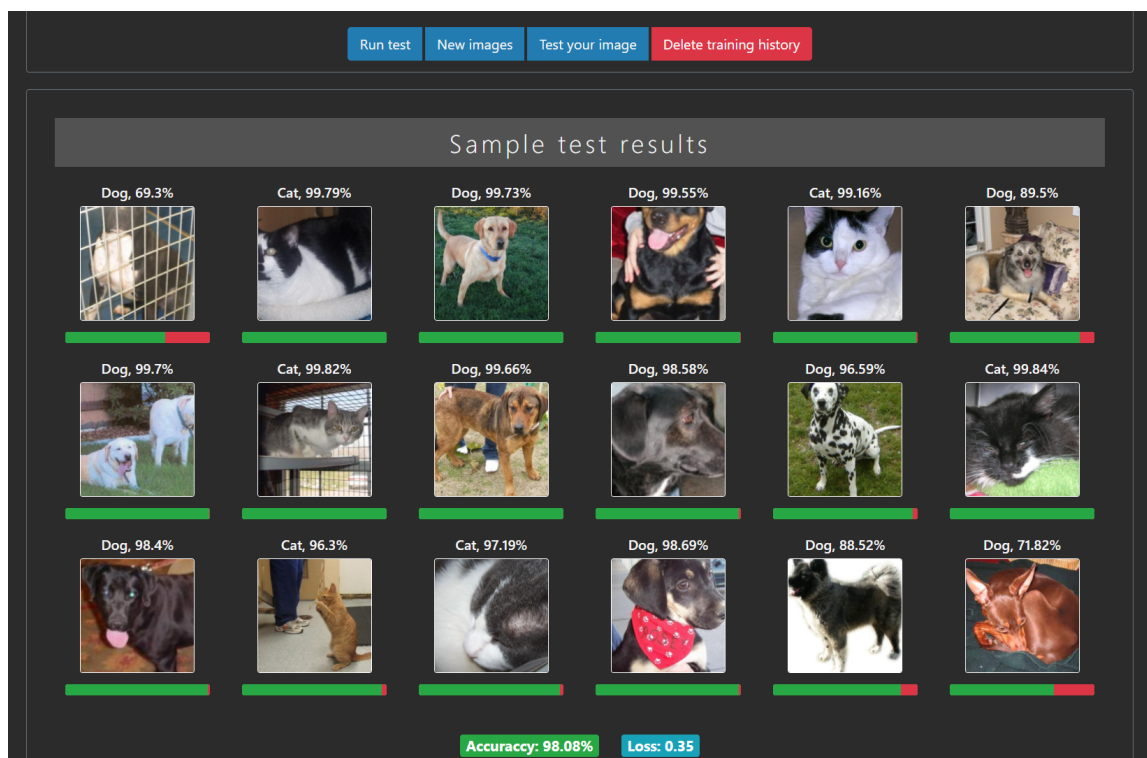 Run test New images Test your image Delete training history
Sample test results
Dog, 69.3% Cat, 99.79% Dog, 99.73% Dog, 99.55% Cat, 99.16% Dog, 89.5%
Dog, 99.7% Cat, 99.82% Dog, 99.66% Dog, 98.58% Dog, 96.59% Cat, 99.84%
Dog, 98.4% Cat, 96.3% Cat, 97.19% Dog, 98.69% Dog, 88.52% Dog, 71.82%
Accuraccy: 98.08% Loss: 0.35